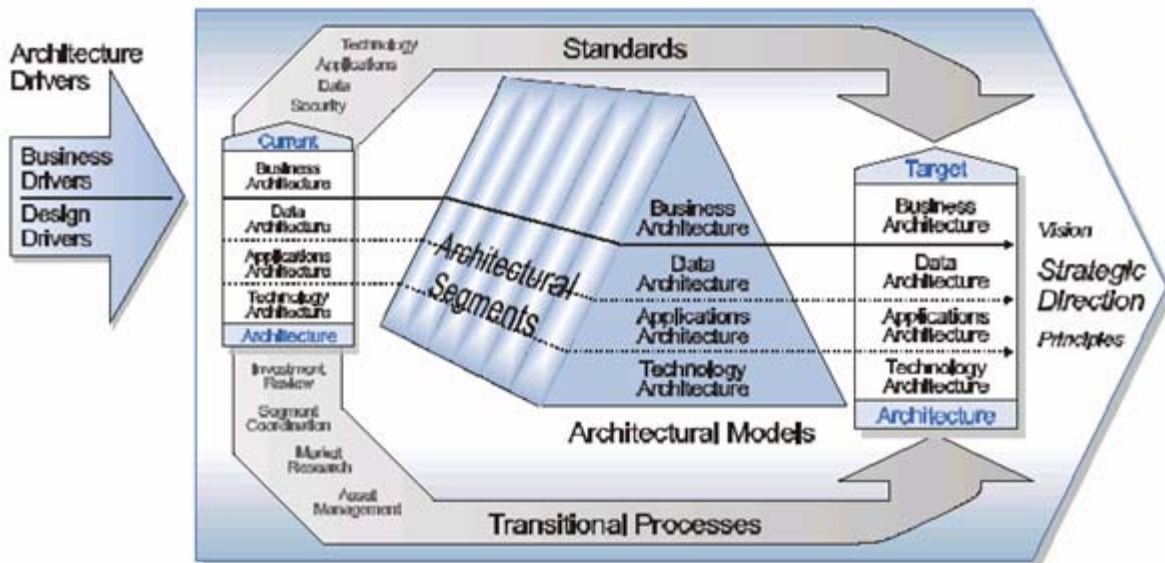 Architecture
Drivers
Business
Drivers
Design
Drivers
Technology
Applications
Data
Security
Standards
Current
Business
Architecture
Data
Architecture
Applications
Architecture
Technology
Architecture
Architecture
Investment
Review
Segment
Coordination
Market
Research
Asset
Management
Architectural
Segments
Business
Architecture
Data
Architecture
Applications
Architecture
Technology
Architecture
Architectural Models
Transitional Processes
Target
Business
Architecture
Data
Architecture
Applications
Architecture
Technology
Architecture
Architecture
Vision
Strategic
Direction
Principles